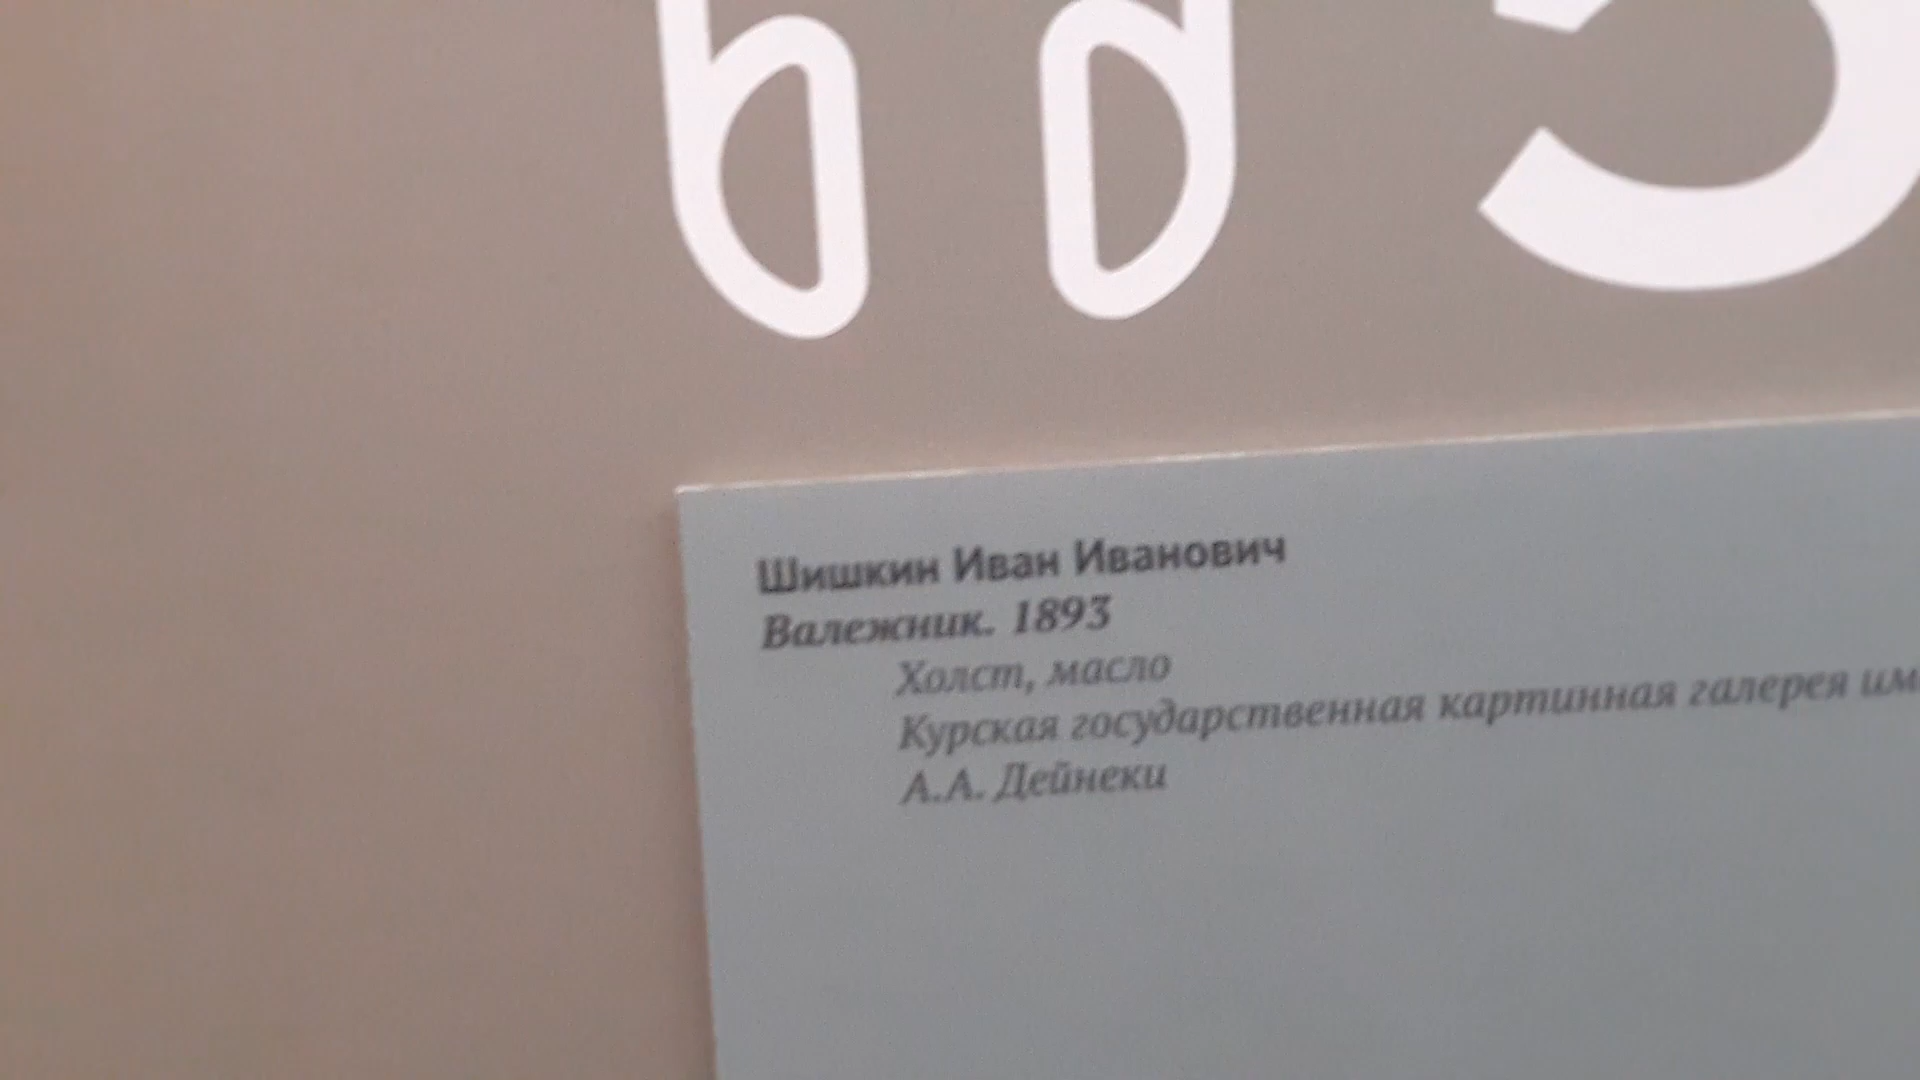 Шишкин Иван Иванович
Валежник. 1893
Холст, масло
Курская государственная картинная галерея им
А.А. Дейнеки